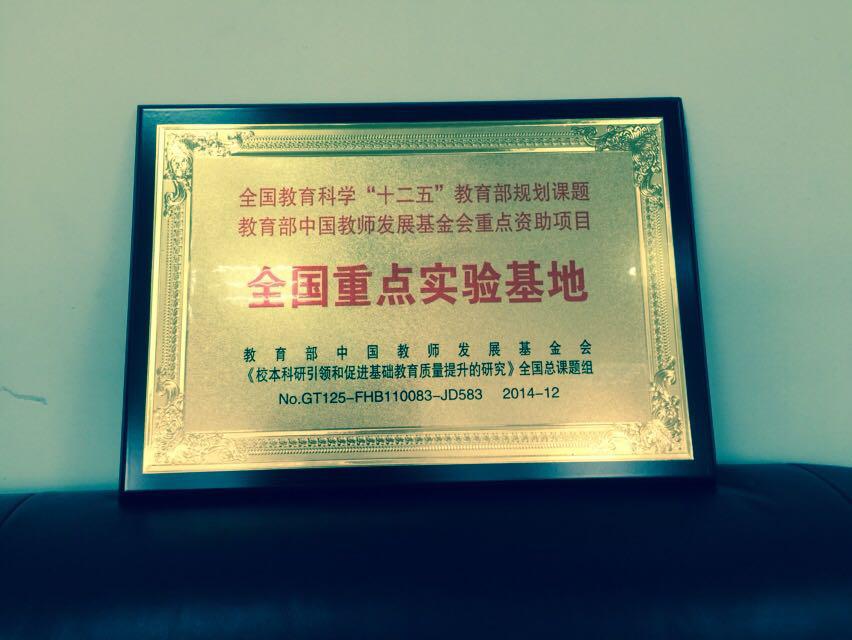 全国教育科学“十二五”教育部规划课题
教育部中国教师发展基金会重点资助项目
全国重点实验基地
教育部中国教师发展基金会
《校本科研引领和促进基础教育质量提升的研究》全国总课题组
No.GT125-FHB110083-JD583 2014-12